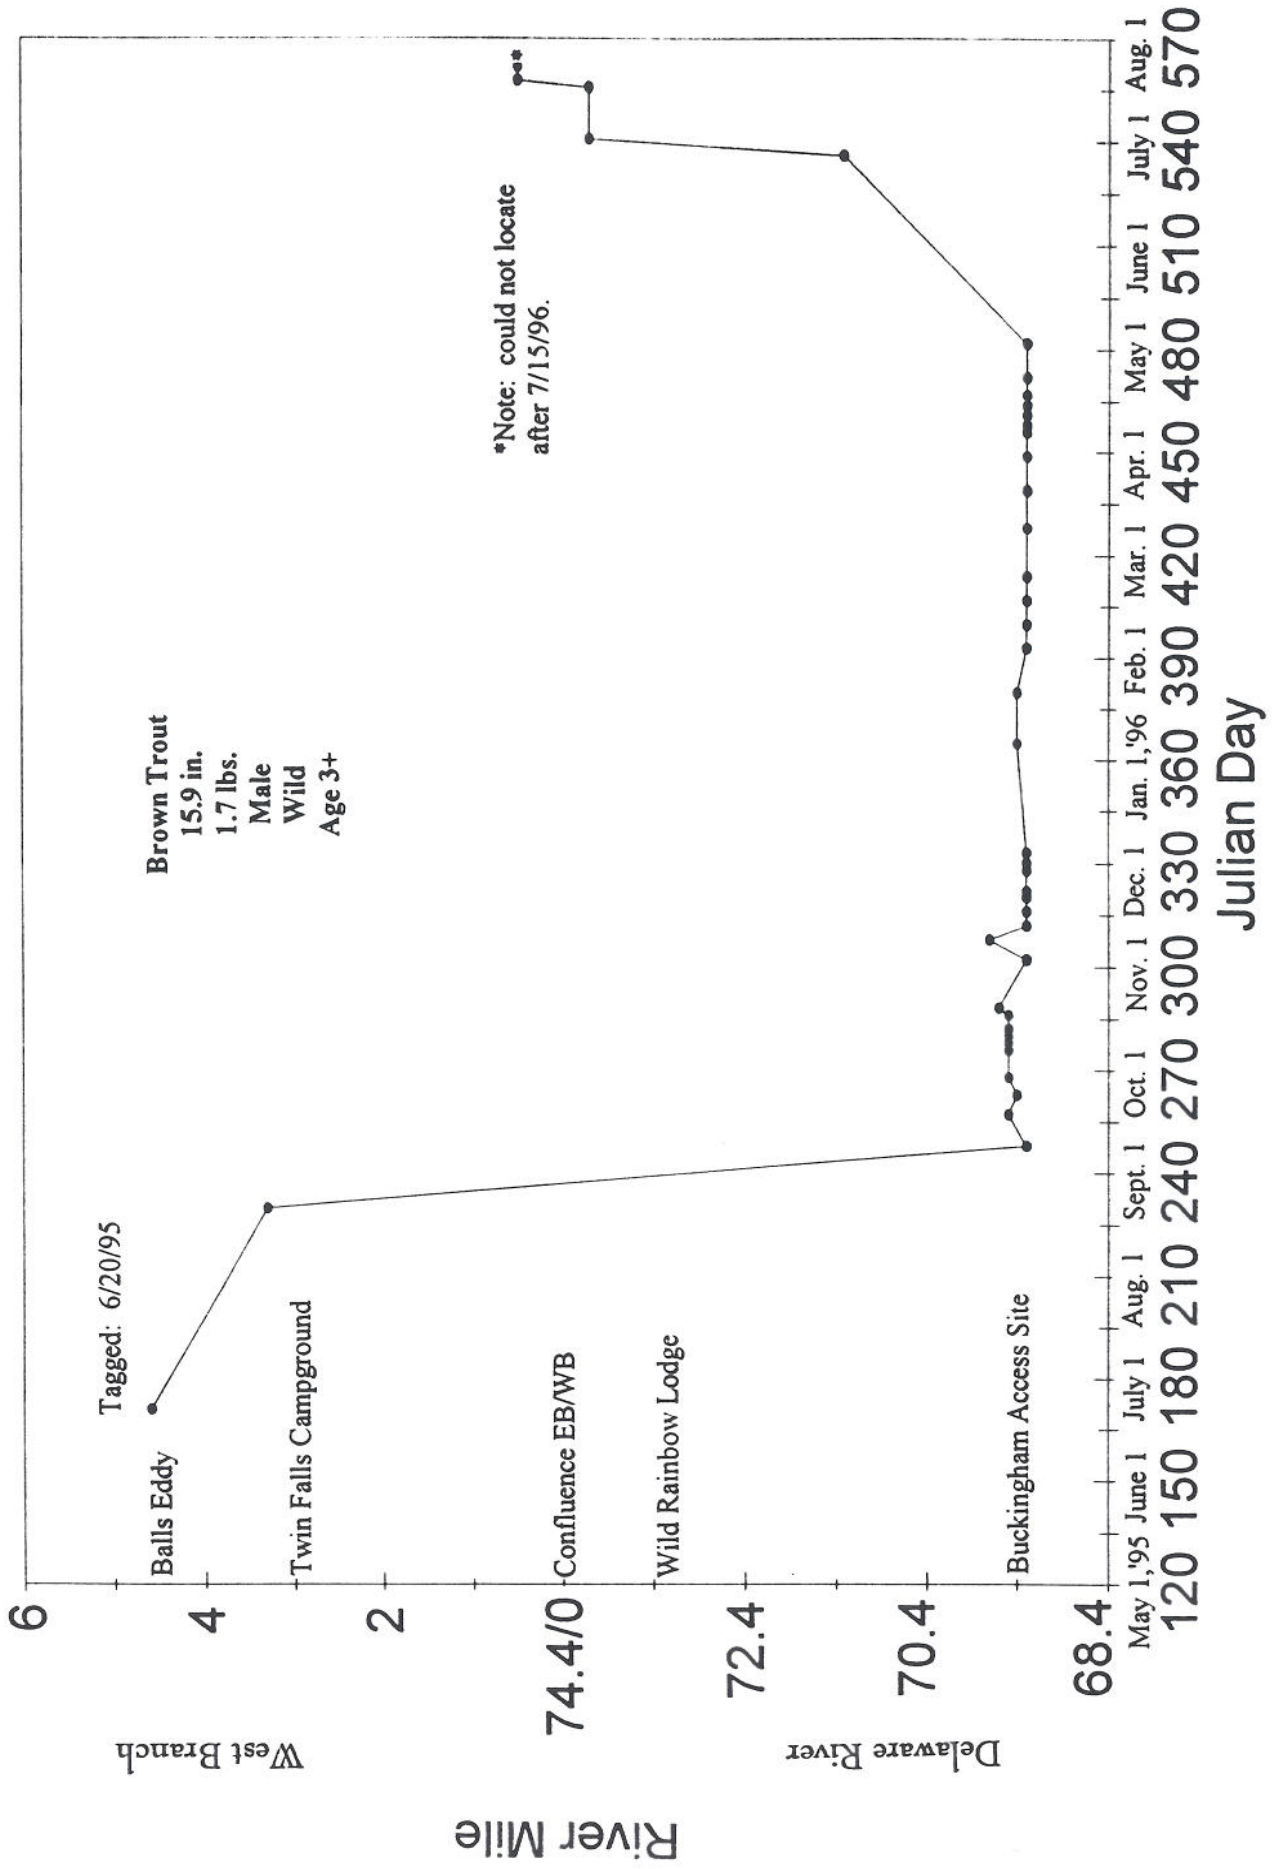 River Mile
West Branch
Delaware River
6
4
2
74.4/0
72.4
70.4
68.4
Tagged: 6/20/95
Balls Eddy
Twin Falls Campground
Confluence EB/WB
Wild Rainbow Lodge
Buckingham Access Site
Brown Trout
15.9 in.
1.7 lbs.
Male
Wild
Age 3+
**
*Note: could not locate
after 7/15/96.
May 1,'95 June 1 July 1 Aug. 1 Sept. 1 Oct. 1 Nov. 1 Dec. 1 Jan. 1,'96 Feb. 1 Mar. 1 Apr. 1 May 1 June 1 July 1 Aug. 1
120 150 180 210 240 270 300 330 360 390 420 450 480 510 540 570
Julian Day